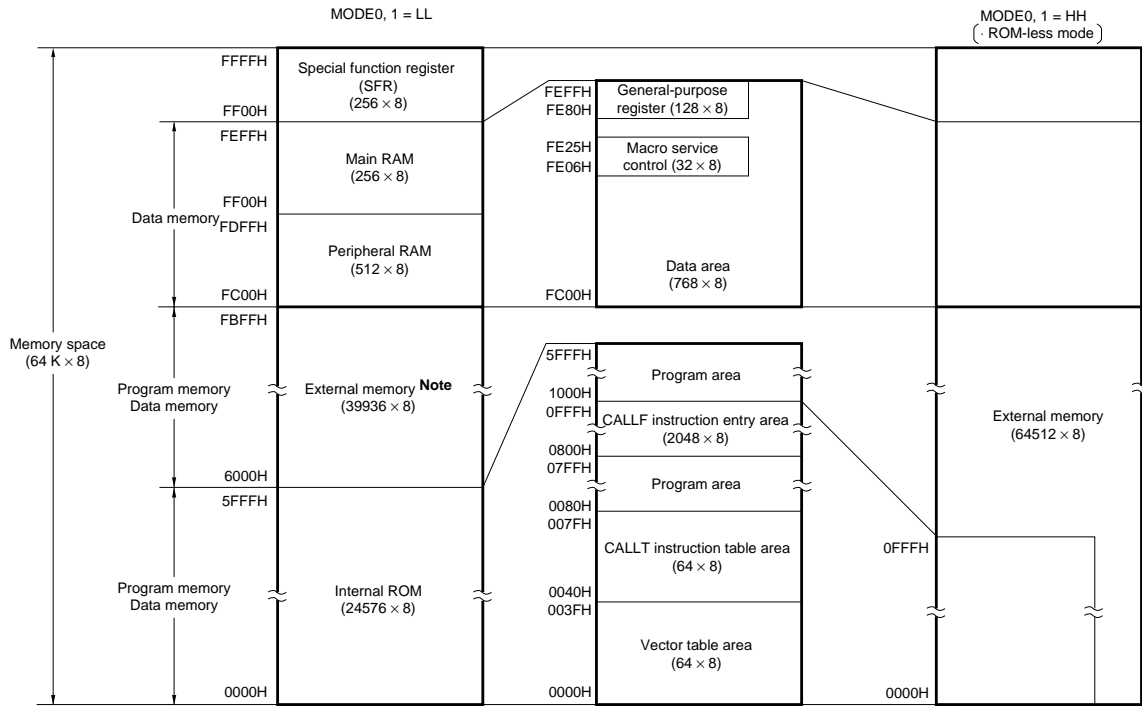 MODE0, 1 = LL
MODE0, 1 = HH
· ROM-less mode
FFFFH
Special function register
(SFR)
(256 × 8)
FF00H
FEFFH
Main RAM
(256 × 8)
FF00H
Data memory
FDFFH
Peripheral RAM
(512 × 8)
FC00H
FBFFH
Memory space
(64 K × 8)
Program memory
Data memory
External memory Note
(39936 × 8)
6000H
5FFFH
Program memory
Data memory
Internal ROM
(24576 × 8)
0000H
FEFFH
General-purpose
register (128 × 8)
FE80H
FE25H
Macro service
control (32 × 8)
FE06H
Data area
(768 × 8)
FC00H
5FFFH
Program area
1000H
0FFFH
CALLF instruction entry area
(2048 × 8)
0800H
07FFH
Program area
0080H
007FH
CALLT instruction table area
(64 × 8)
0040H
003FH
Vector table area
(64 × 8)
0000H
External memory
(64512 × 8)
0FFFH
0000H